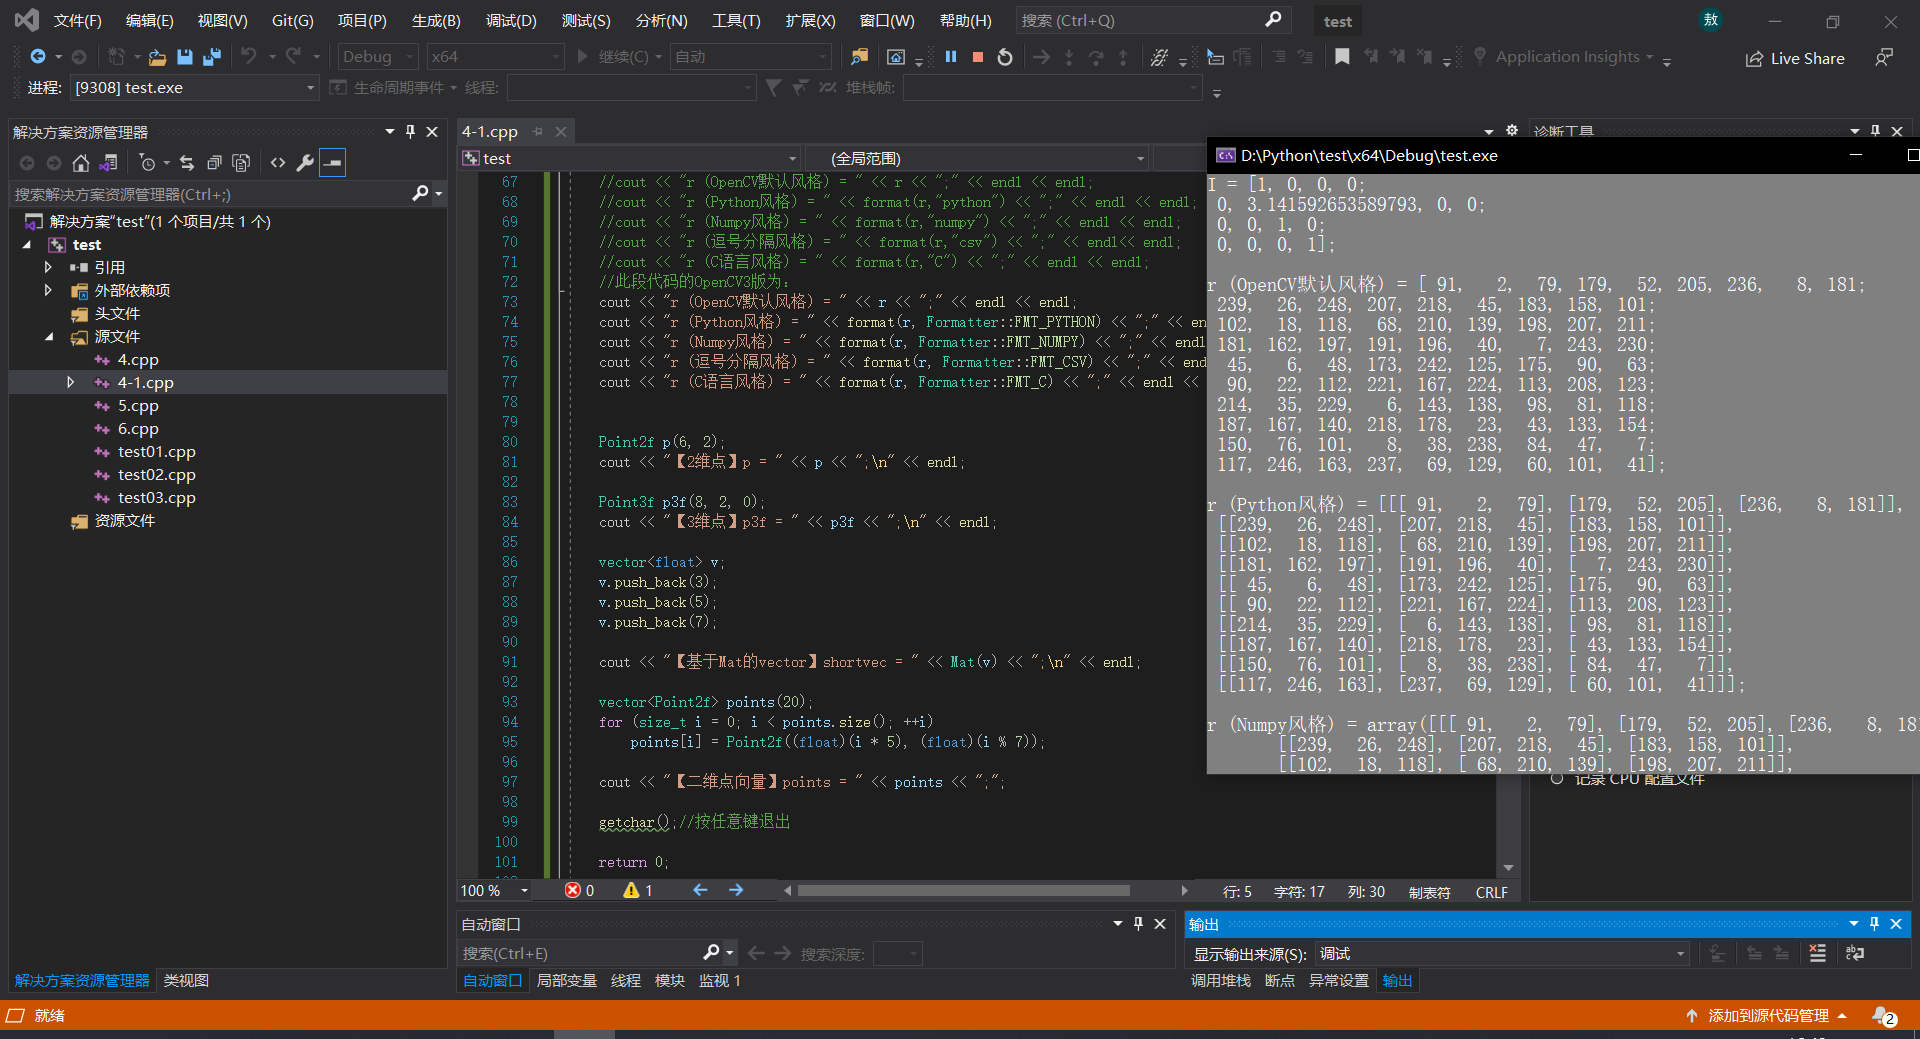 文件(F) 编辑(E) 视图(V) Git(G) 项目(P) 生成(B) 调试(D) 测试(S) 分析(N) 工具(T) 扩展(X) 窗口(W) 帮助(H) 搜索 (Ctrl+Q) test 敖
Debug x64 继续(C) 自动 Application Insights Live Share
进程: [9308] test.exe 生命周期事件 线程: 堆栈帧:
解决方案资源管理器
搜索解决方案资源管理器(Ctrl+;)
解决方案"test"(1 个项目/共 1 个)
test
引用
外部依赖项
头文件
源文件
4.cpp
4-1.cpp
5.cpp
6.cpp
test01.cpp
test02.cpp
test03.cpp
资源文件
解决方案资源管理器 类视图
4-1.cpp
test (全局范围)
67 //cout << "r (OpenCV默认风格) = " << r << ";" << endl << endl;
68 //cout << "r (Python风格) = " << format(r,"python") << ";" << endl << endl;
69 //cout << "r (Numpy风格) = " << format(r,"numpy") << ";" << endl << endl;
70 //cout << "r (逗号分隔风格) = " << format(r,"csv") << ";" << endl<< endl;
71 //cout << "r (C语言风格) = " << format(r,"C") << ";" << endl << endl;
72 //此段代码的OpenCV3版为:
73 cout << "r (OpenCV默认风格) = " << r << ";" << endl << endl;
74 cout << "r (Python风格) = " << format(r, Formatter::FMT_PYTHON) << ";" << en
75 cout << "r (Numpy风格) = " << format(r, Formatter::FMT_NUMPY) << ";" << endl
76 cout << "r (逗号分隔风格) = " << format(r, Formatter::FMT_CSV) << ";" << end
77 cout << "r (C语言风格) = " << format(r, Formatter::FMT_C) << ";" << endl <<
78
79
80 Point2f p(6, 2);
81 cout << "【2维点】p = " << p << ";\n" << endl;
82
83 Point3f p3f(8, 2, 0);
84 cout << "【3维点】p3f = " << p3f << ";\n" << endl;
85
86 vector<float> v;
87 v.push_back(3);
88 v.push_back(5);
89 v.push_back(7);
90
91 cout << "【基于Mat的vector】shortvec = " << Mat(v) << ";\n" << endl;
92
93 vector<Point2f> points(20);
94 for (size_t i = 0; i < points.size(); ++i)
95 points[i] = Point2f((float)(i * 5), (float)(i % 7));
96
97 cout << "【二维点向量】points = " << points << ";";
98
99 getchar();//按任意键退出
100
101 return 0;
100 % 0 1 行: 5 字符: 17 列: 30 制表符 CRLF
诊断工具
D:\Python\test\x64\Debug\test.exe
I = [1, 0, 0, 0;
0, 3.141592653589793, 0, 0;
0, 0, 1, 0;
0, 0, 0, 1];
r (OpenCV默认风格) = [ 91, 2, 79, 179, 52, 205, 236, 8, 181;
239, 26, 248, 207, 218, 45, 183, 158, 101;
102, 18, 118, 68, 210, 139, 198, 207, 211;
181, 162, 197, 191, 196, 40, 7, 243, 230;
45, 6, 48, 173, 242, 125, 175, 90, 63;
90, 22, 112, 221, 167, 224, 113, 208, 123;
214, 35, 229, 6, 143, 138, 98, 81, 118;
187, 167, 140, 218, 178, 23, 43, 133, 154;
150, 76, 101, 8, 38, 238, 84, 47, 7;
117, 246, 163, 237, 69, 129, 60, 101, 41];
r (Python风格) = [[[ 91, 2, 79], [179, 52, 205], [236, 8, 181]],
[[239, 26, 248], [207, 218, 45], [183, 158, 101]],
[[102, 18, 118], [ 68, 210, 139], [198, 207, 211]],
[[181, 162, 197], [191, 196, 40], [ 7, 243, 230]],
[[ 45, 6, 48], [173, 242, 125], [175, 90, 63]],
[[ 90, 22, 112], [221, 167, 224], [113, 208, 123]],
[[214, 35, 229], [ 6, 143, 138], [ 98, 81, 118]],
[[187, 167, 140], [218, 178, 23], [ 43, 133, 154]],
[[150, 76, 101], [ 8, 38, 238], [ 84, 47, 7]],
[[117, 246, 163], [237, 69, 129], [ 60, 101, 41]]];
r (Numpy风格) = array([[[ 91, 2, 79], [179, 52, 205], [236, 8, 18
[[239, 26, 248], [207, 218, 45], [183, 158, 101]],
[[102, 18, 118], [ 68, 210, 139], [198, 207, 211]],
记录 CPU 配置文件
自动窗口
搜索(Ctrl+E) 搜索深度:
自动窗口 局部变量 线程 模块 监视 1
输出
显示输出来源(S): 调试
调用堆栈 断点 异常设置 输出
就绪 添加到源代码管理 2